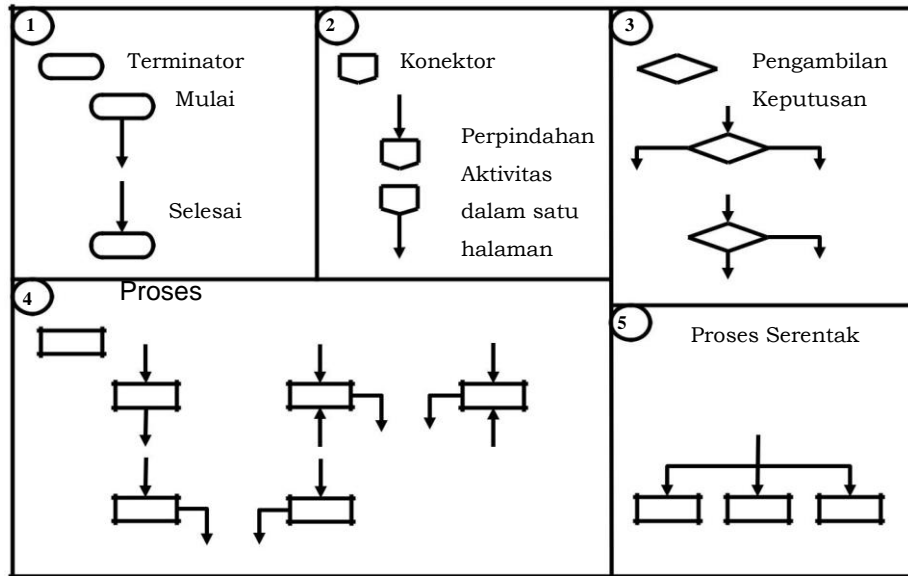 1
Terminator
Mulai
Selesai
2
Konektor
Perpindahan
Aktivitas
dalam satu
halaman
3
Pengambilan
Keputusan
4
Proses
5
Proses Serentak